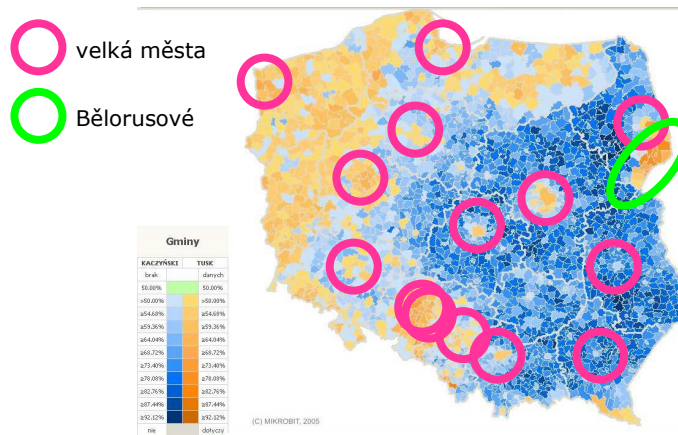 velká města
Bělorusové
Gminy
KACZYŃSKI TUSK
brak danych
50.00% 50.00%
>50.00% >50.00%
≥54.68% ≥54.68%
≥59.36% ≥59.36%
≥64.04% ≥64.04%
≥68.72% ≥68.72%
≥73.40% ≥73.40%
≥78.08% ≥78.08%
≥82.76% ≥82.76%
≥87.44% ≥87.44%
≥92.12% ≥92.12%
nie dotyczy
(C) MIKROBIT, 2005